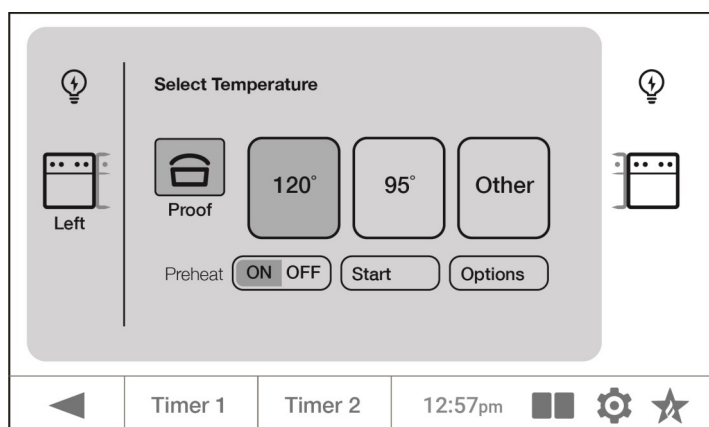 Select Temperature
120° 95° Other
Left Proof
Preheat ON OFF Start Options
Timer 1 Timer 2 12:57pm